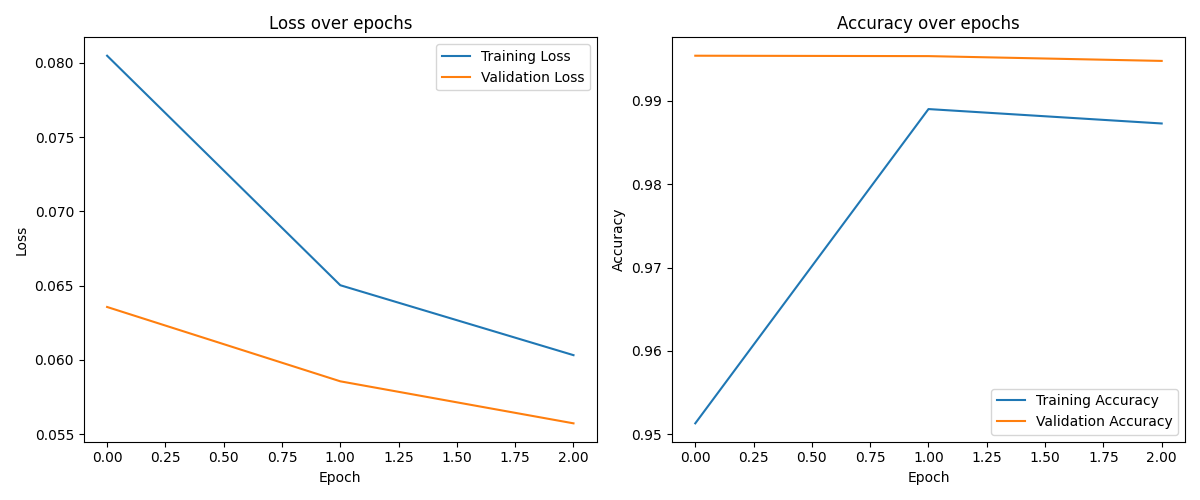 Loss over epochs
Loss
0.080
0.075
0.070
0.065
0.060
0.055
Training Loss
Validation Loss
0.00 0.25 0.50 0.75 1.00 1.25 1.50 1.75 2.00
Epoch
Accuracy over epochs
Accuracy
0.99
0.98
0.97
0.96
0.95
Training Accuracy
Validation Accuracy
0.00 0.25 0.50 0.75 1.00 1.25 1.50 1.75 2.00
Epoch